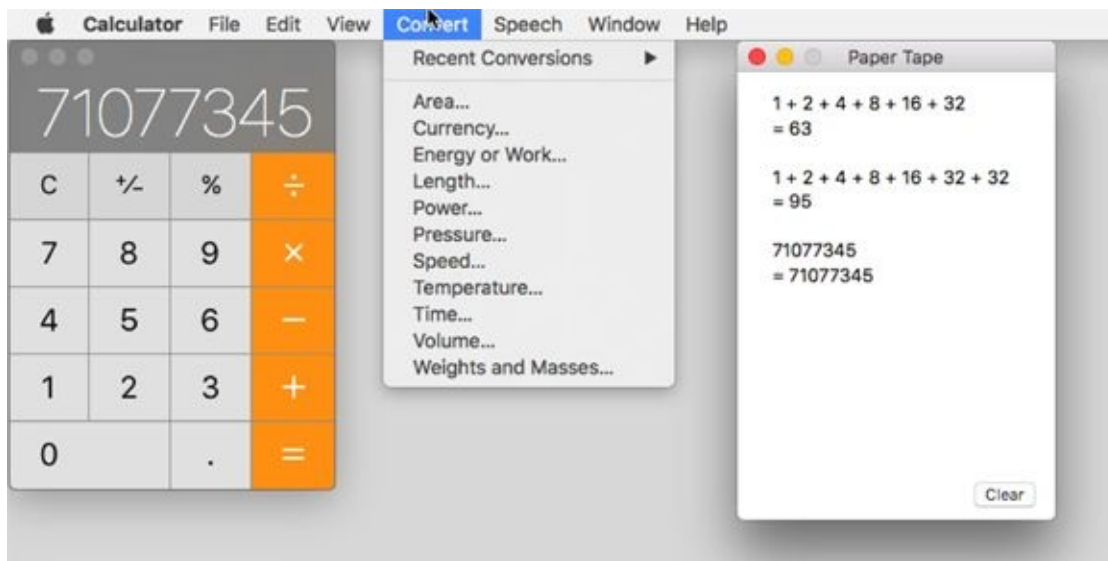 Calculator File Edit View Convert Speech Window Help
71077345
C +/- % ÷
7 8 9 ×
4 5 6 −
1 2 3 +
0 . =
Recent Conversions ▶
Area...
Currency...
Energy or Work...
Length...
Power...
Pressure...
Speed...
Temperature...
Time...
Volume...
Weights and Masses...
Paper Tape
1 + 2 + 4 + 8 + 16 + 32
= 63
1 + 2 + 4 + 8 + 16 + 32 + 32
= 95
71077345
= 71077345
Clear